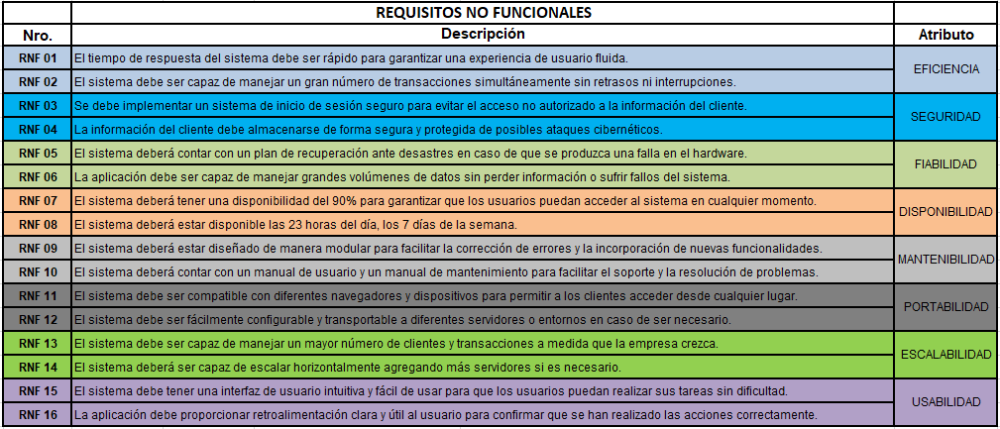 REQUISITOS NO FUNCIONALES
Nro. Descripción Atributo
RNF 01 El tiempo de respuesta del sistema debe ser rápido para garantizar una experiencia de usuario fluida.
EFICIENCIA
RNF 02 El sistema debe ser capaz de manejar un gran número de transacciones simultáneamente sin retrasos ni interrupciones.
RNF 03 Se debe implementar un sistema de inicio de sesión seguro para evitar el acceso no autorizado a la información del cliente.
SEGURIDAD
RNF 04 La información del cliente debe almacenarse de forma segura y protegida de posibles ataques cibernéticos.
RNF 05 El sistema deberá contar con un plan de recuperación ante desastres en caso de que se produzca una falla en el hardware.
FIABILIDAD
RNF 06 La aplicación debe ser capaz de manejar grandes volúmenes de datos sin perder información o sufrir fallos del sistema.
RNF 07 El sistema deberá tener una disponibilidad del 90% para garantizar que los usuarios puedan acceder al sistema en cualquier momento.
DISPONIBILIDAD
RNF 08 El sistema deberá estar disponible las 23 horas del día, los 7 días de la semana.
RNF 09 El sistema deberá estar diseñado de manera modular para facilitar la corrección de errores y la incorporación de nuevas funcionalidades.
MANTENIBILIDAD
RNF 10 El sistema deberá contar con un manual de usuario y un manual de mantenimiento para facilitar el soporte y la resolución de problemas.
RNF 11 El sistema debe ser compatible con diferentes navegadores y dispositivos para permitir a los clientes acceder desde cualquier lugar.
PORTABILIDAD
RNF 12 El sistema debe ser fácilmente configurable y transportable a diferentes servidores o entornos en caso de ser necesario.
RNF 13 El sistema debe ser capaz de manejar un mayor número de clientes y transacciones a medida que la empresa crezca.
ESCALABILIDAD
RNF 14 El sistema deberá ser capaz de escalar horizontalmente agregando más servidores si es necesario.
RNF 15 El sistema debe tener una interfaz de usuario intuitiva y fácil de usar para que los usuarios puedan realizar sus tareas sin dificultad.
USABILIDAD
RNF 16 La aplicación debe proporcionar retroalimentación clara y útil al usuario para confirmar que se han realizado las acciones correctamente.